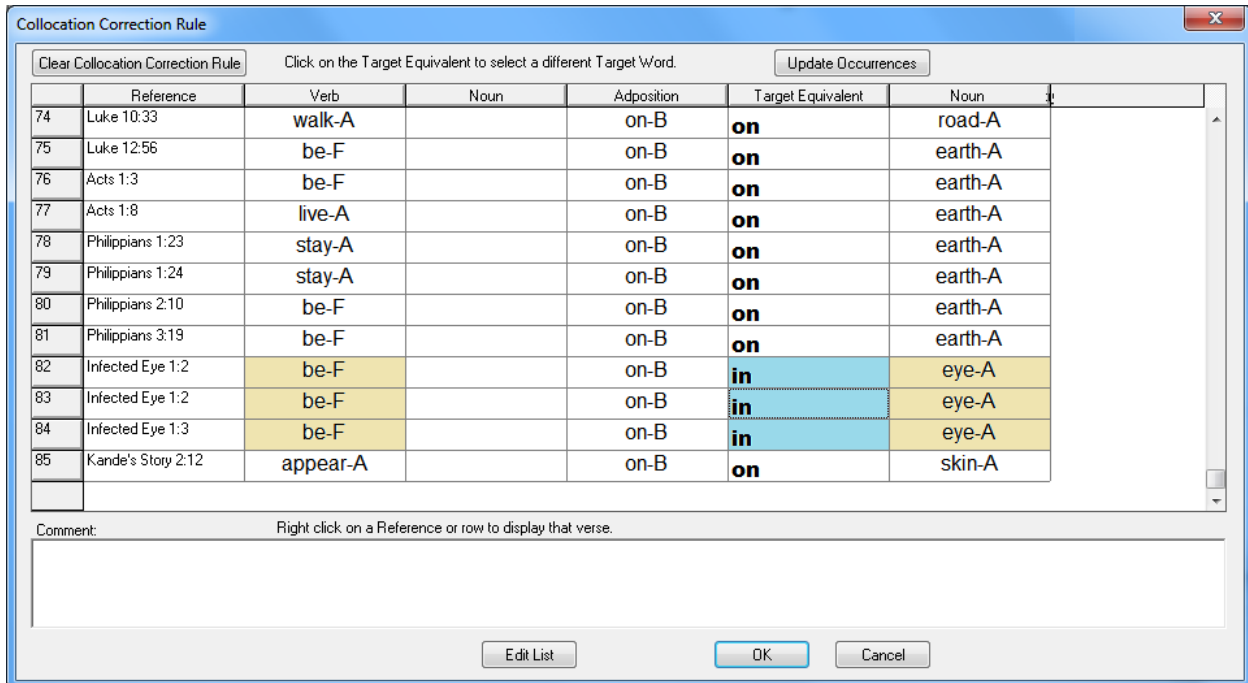 Collocation Correction Rule
Clear Collocation Correction Rule Click on the Target Equivalent to select a different Target Word. Update Occurrences
Reference Verb Noun Adposition Target Equivalent Noun
74 Luke 10:33 walk-A on-B on road-A
75 Luke 12:56 be-F on-B on earth-A
76 Acts 1:3 be-F on-B on earth-A
77 Acts 1:8 live-A on-B on earth-A
78 Philippians 1:23 stay-A on-B on earth-A
79 Philippians 1:24 stay-A on-B on earth-A
80 Philippians 2:10 be-F on-B on earth-A
81 Philippians 3:19 be-F on-B on earth-A
82 Infected Eye 1:2 be-F on-B in eye-A
83 Infected Eye 1:2 be-F on-B in eye-A
84 Infected Eye 1:3 be-F on-B in eye-A
85 Kande's Story 2:12 appear-A on-B on skin-A
Comment: Right click on a Reference or row to display that verse.
Edit List OK Cancel